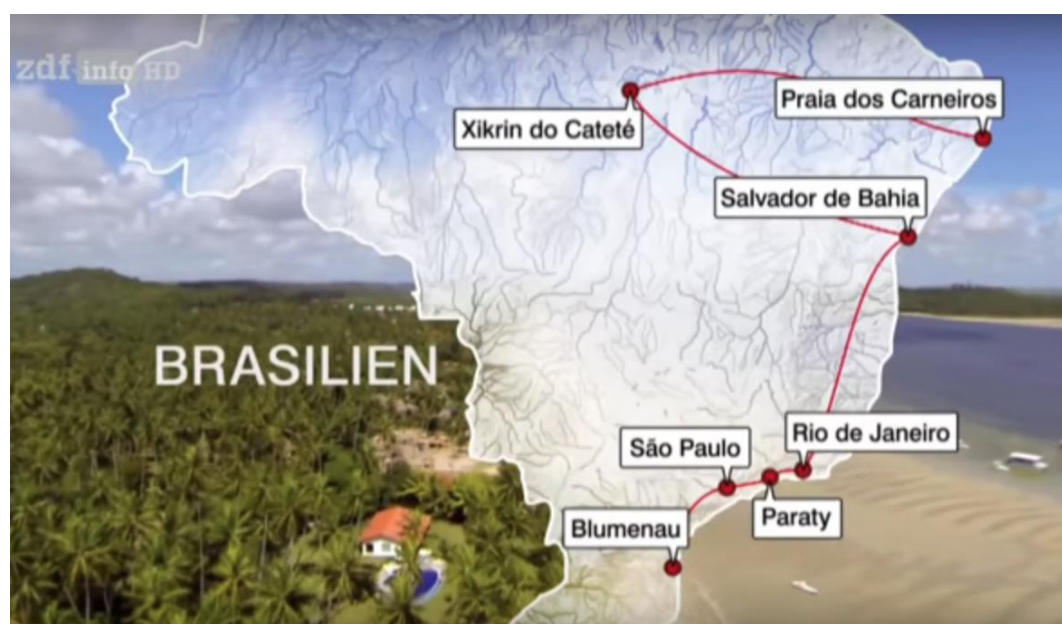 zdf info HD
Praia dos Carneiros
Xikrin do Cateté
Salvador de Bahia
BRASILIEN
Rio de Janeiro
São Paulo
Paraty
Blumenau